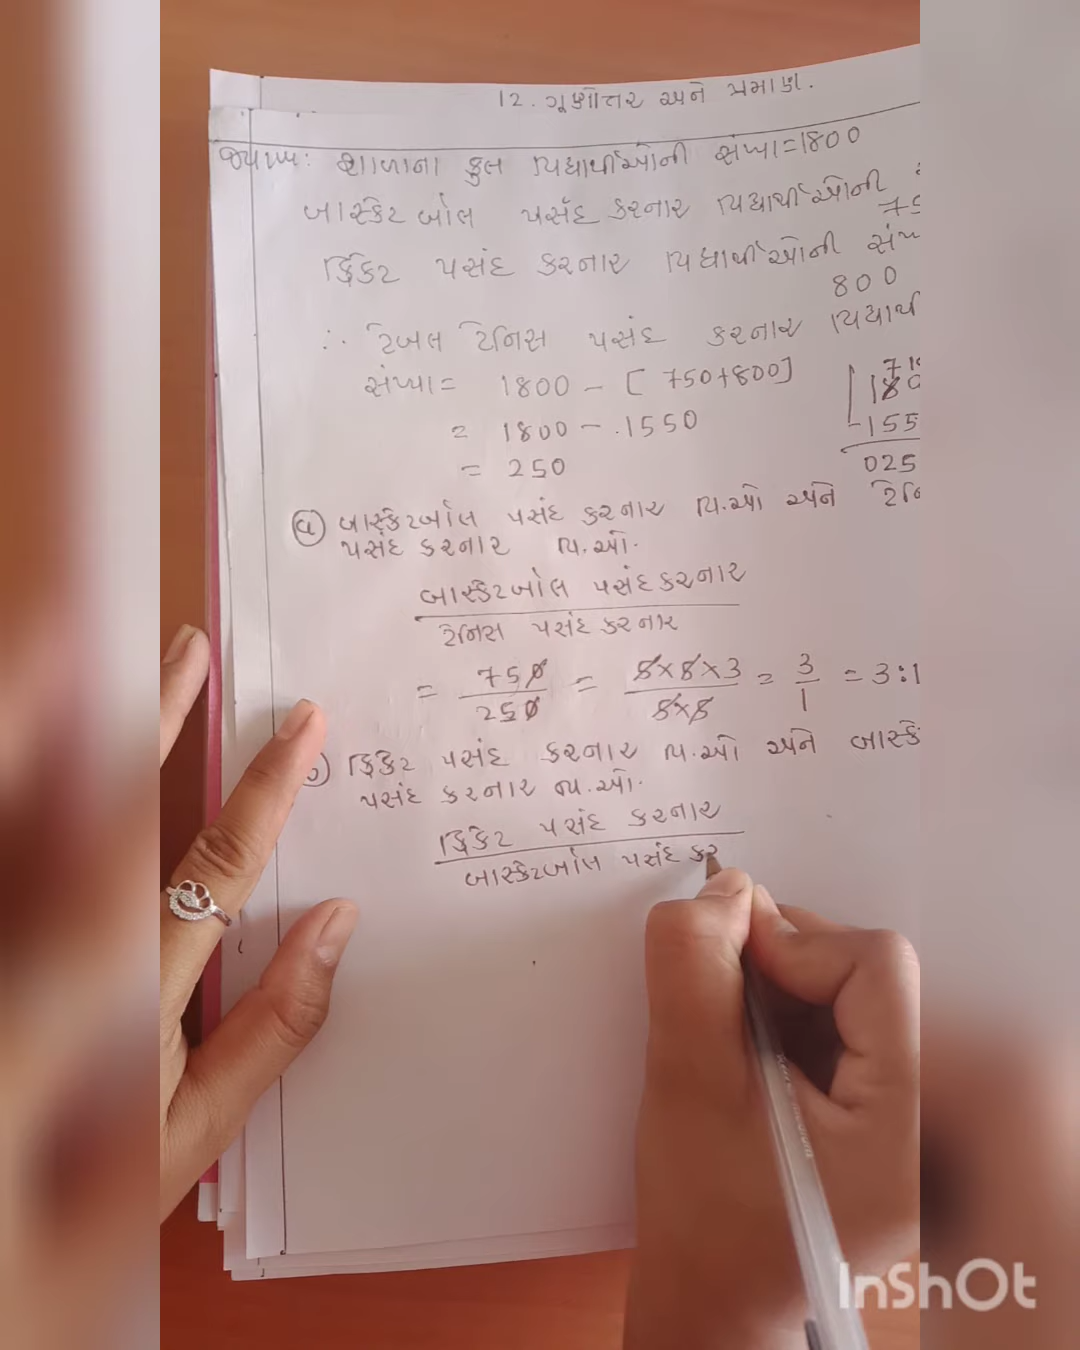 12. ગૂણોત્તર અને પ્રમાણ.
જવાબ: શાળાના કુલ વિદ્યાર્થીઓની સંખ્યા=1800
બાસ્કેટ બોલ પસંદ કરનાર વિદ્યાર્થીઓની
75
ક્રિકેટ પસંદ કરનાર વિદ્યાર્થીઓની સંખ્ય
800
∴ ટેબલ ટેનિસ પસંદ કરનાર વિદ્યાર્થી
સંખ્યા = 1800 - [750+800]
= 1800 - 1550
= 250
180
-155
025
(a) બાસ્કેટબોલ પસંદ કરનાર વિ.ઓ અને ટેનિ
પસંદ કરનાર વિ.ઓ.
બાસ્કેટબોલ પસંદ કરનાર
ટેનિસ પસંદ કરનાર
= 750/250 = 5×5×3/5×5 = 3/1 = 3:1
(b) ક્રિકેટ પસંદ કરનાર વિ.ઓ અને બાસ્કે
પસંદ કરનાર વિ.ઓ.
ક્રિકેટ પસંદ કરનાર
બાસ્કેટબોલ પસંદ કર
InShOt